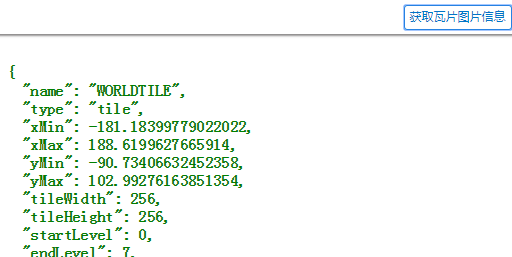 获取瓦片图片信息
{
"name": "WORLDTILE",
"type": "tile",
"xMin": -181.18399779022022,
"xMax": 188.6199627665914,
"yMin": -90.73406632452358,
"yMax": 102.99276163851354,
"tileWidth": 256,
"tileHeight": 256,
"startLevel": 0,
"endLevel": 7,